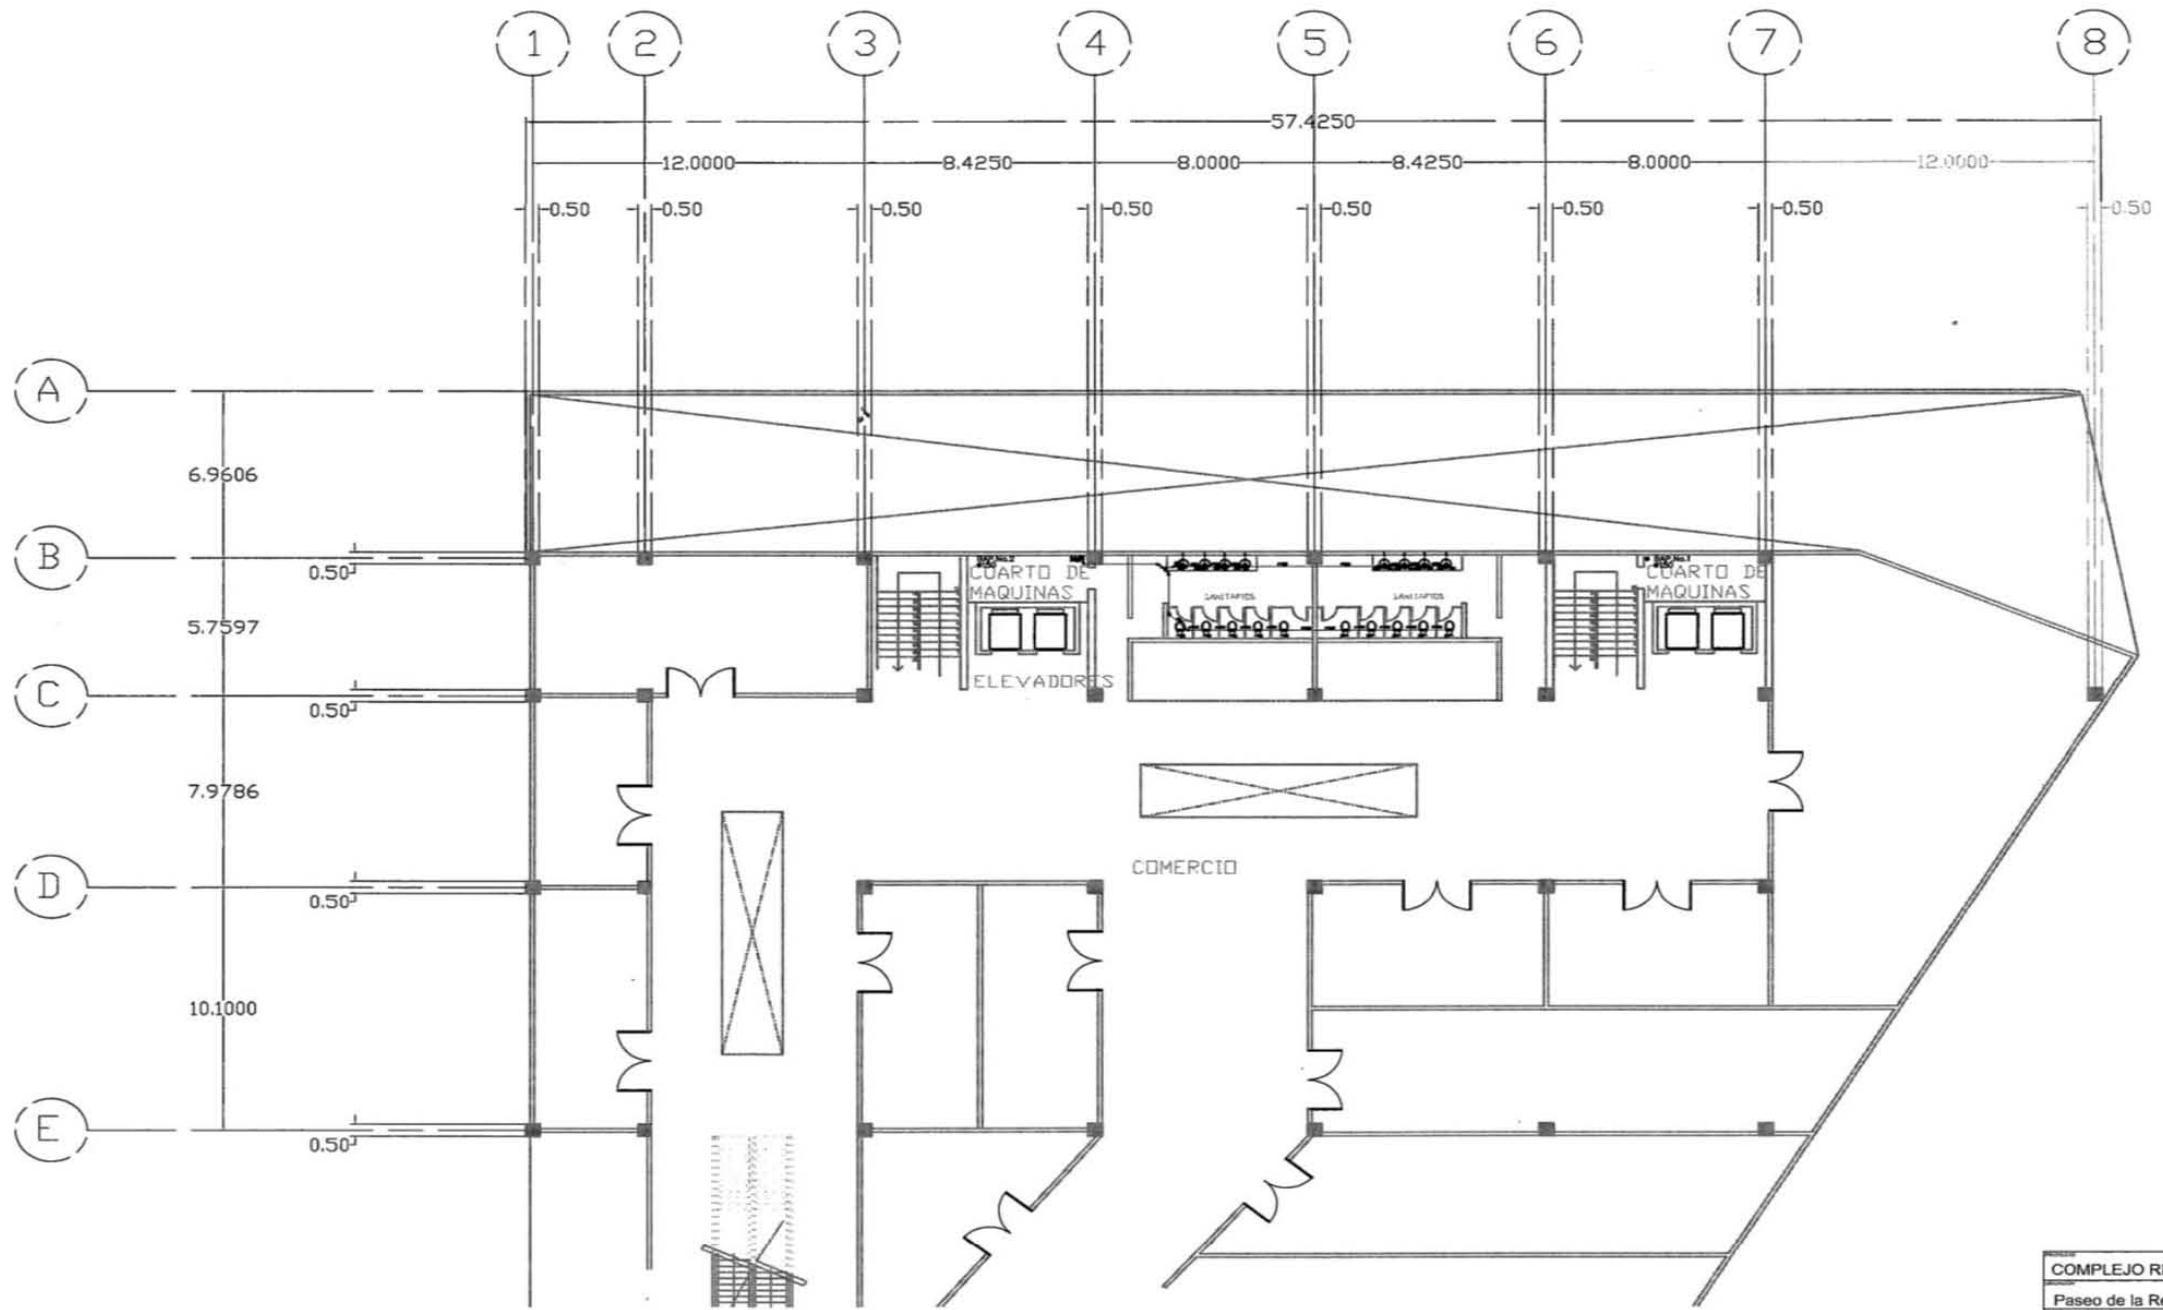 1 2 3 4 5 6 7 8
57.4250
12.0000 8.4250 8.0000 8.4250 8.0000 12.0000
0.50 0.50 0.50 0.50 0.50 0.50 0.50 0.50
A
6.9606
B
0.50
CUARTO DE
MAQUINAS
CUARTO DE
MAQUINAS
SANITARIOS
SANITARIOS
5.7597
ELEVADORES
C
0.50
7.9786
COMERCIO
D
0.50
10.1000
E
0.50
COMPLEJO
Paseo de la